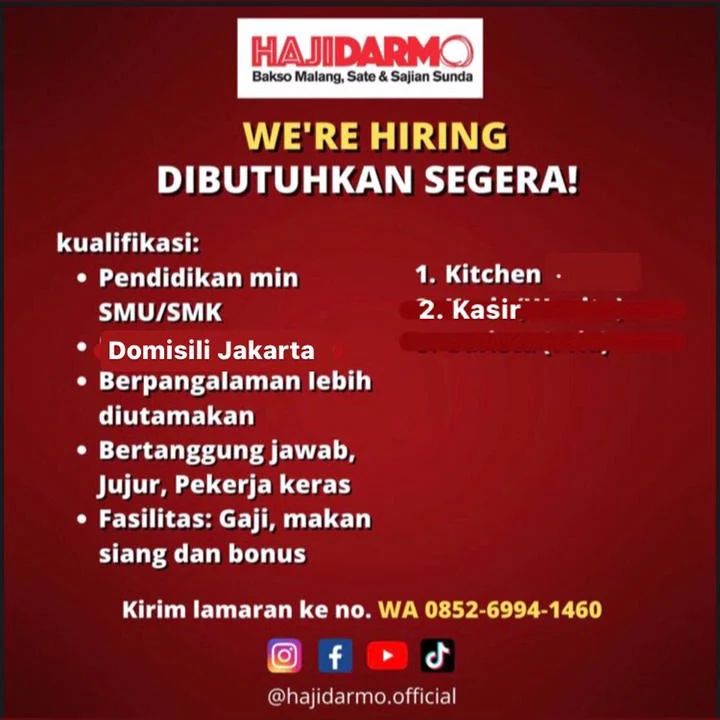 HAJIDARMO
Bakso Malang, Sate & Sajian Sunda
WE'RE HIRING
DIBUTUHKAN SEGERA!
kualifikasi:
• Pendidikan min
SMU/SMK
• Domisili Jakarta
• Berpangalaman lebih
diutamakan
• Bertanggung jawab,
Jujur, Pekerja keras
• Fasilitas: Gaji, makan
siang dan bonus
1. Kitchen
2. Kasir
Kirim lamaran ke no. WA 0852-6994-1460
@hajidarmo.official